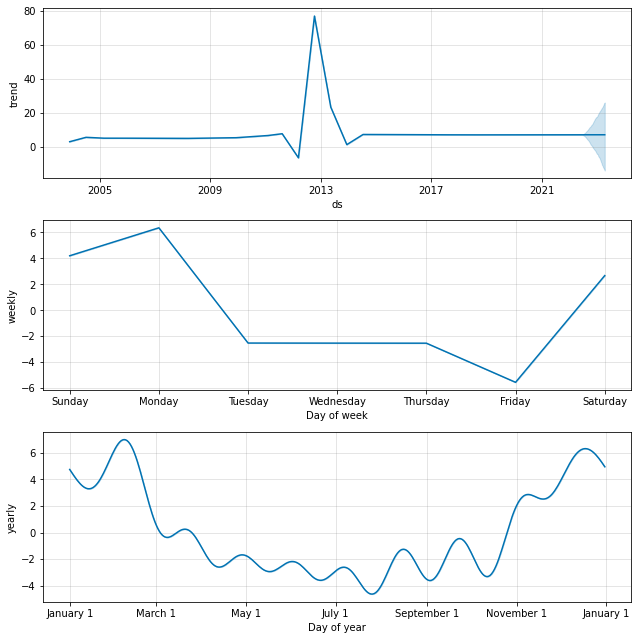 80
60
40
20
0
trend
2005 2009 2013 2017 2021
ds
6
4
2
0
−2
−4
−6
weekly
Sunday Monday Tuesday Wednesday Thursday Friday Saturday
Day of week
6
4
2
0
−2
−4
yearly
January 1 March 1 May 1 July 1 September 1 November 1 January 1
Day of year